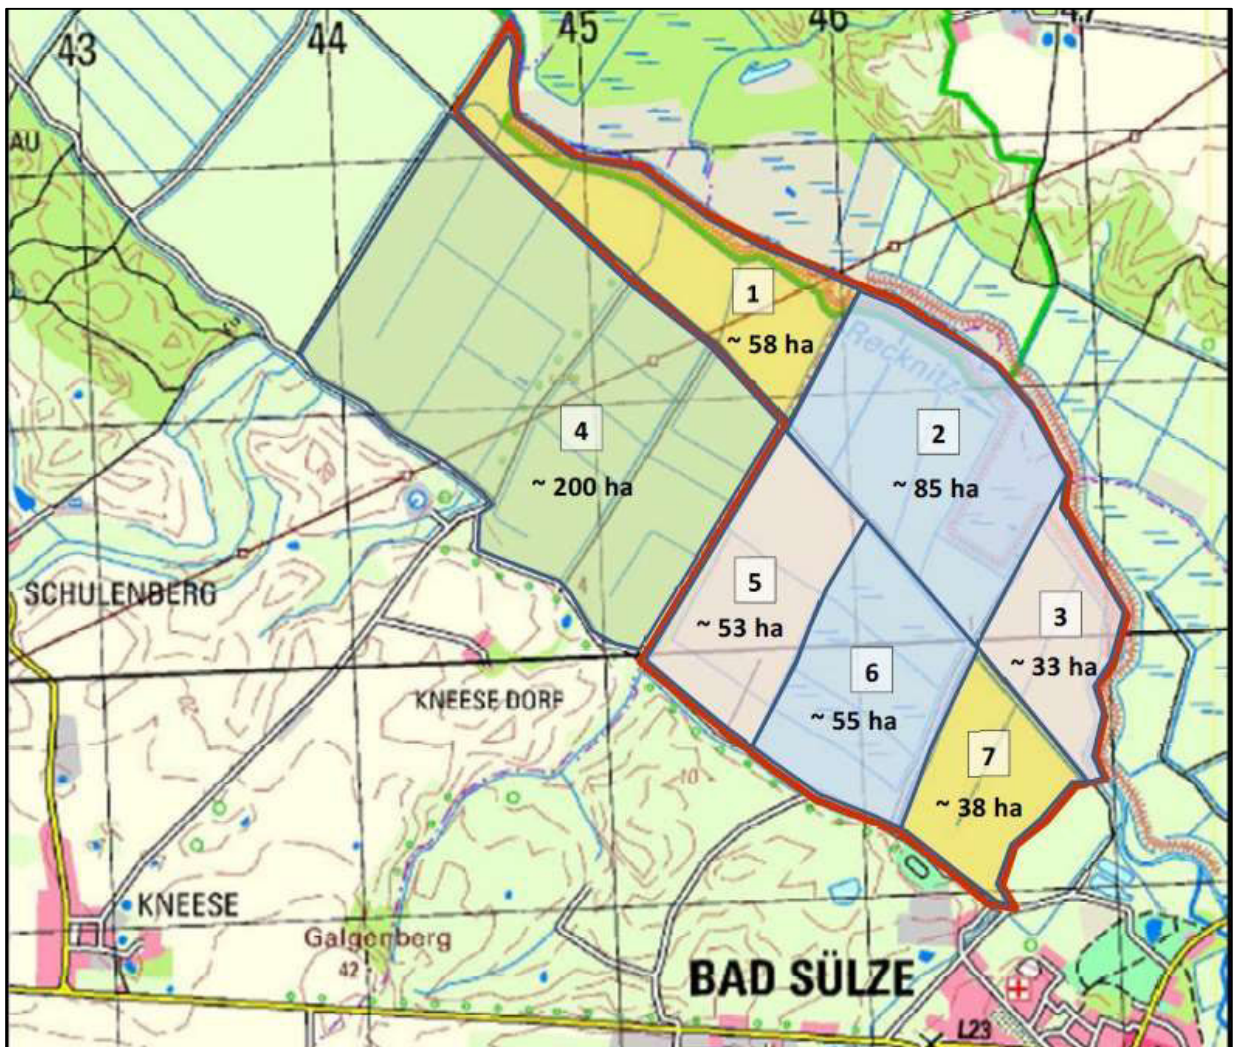 43
44
45
46
47
AU
1
~ 58 ha
Recknitz
2
~ 85 ha
4
~ 200 ha
5
~ 53 ha
3
~ 33 ha
SCHULENBERG
6
~ 55 ha
KNEESE DORF
10
7
~ 38 ha
KNEESE
Galgenberg
42
BAD SÜLZE
L23